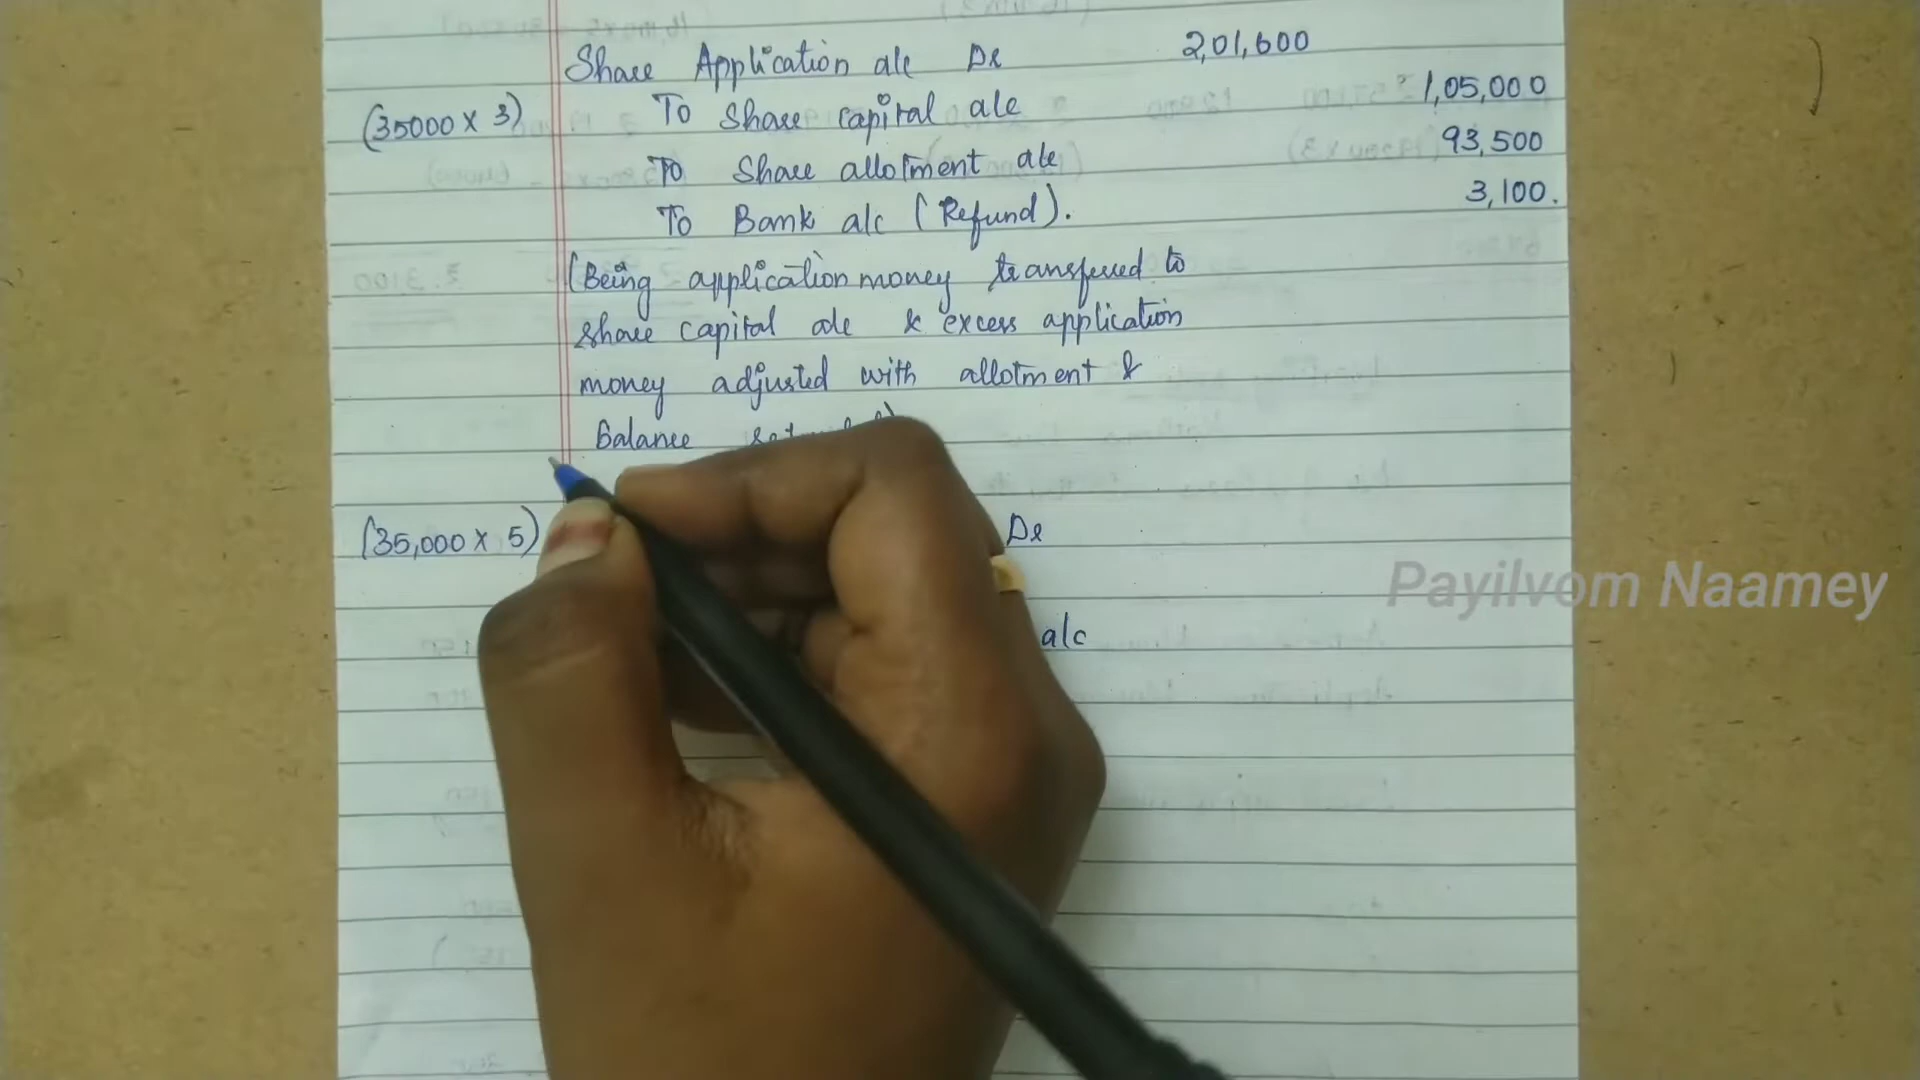 Share Application a/c Dr 2,01,600
(35000 x 3) To Share capital a/c 1,05,000
To Share allotment a/c 93,500
To Bank a/c (Refund). 3,100.
(Being application money transferred to
share capital a/c & excess application
money adjusted with allotment &
balance
(35,000 x 5) Dr
a/c
Payilvom Naamey